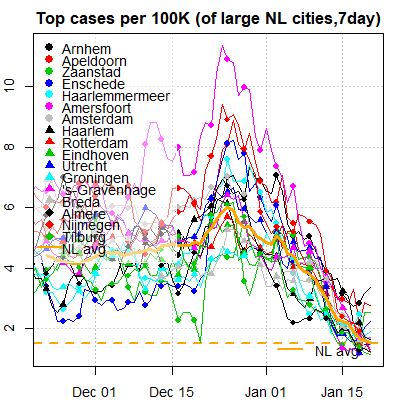 Top cases per 100K (of large NL cities,7day)
Arnhem
Apeldoorn
Zaanstad
Enschede
Haarlemmermeer
Amersfoort
Amsterdam
Haarlem
Rotterdam
Eindhoven
Utrecht
Groningen
's-Gravenhage
Breda
Almere
Nijmegen
Tilburg
NL avg
10
8
6
4
2
NL avg
Dec 01 Dec 15 Jan 01 Jan 15